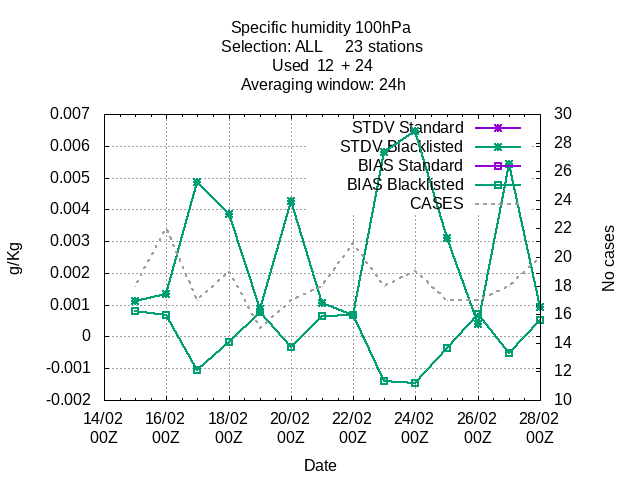 Specific humidity 100hPa
Selection: ALL 23 stations
Used 12 + 24
Averaging window: 24h
0.007
0.006
0.005
0.004
0.003
0.002
0.001
0
-0.001
-0.002
g/Kg
30
28
26
24
22
20
18
16
14
12
10
No cases
STDV Standard
STDV Blacklisted
BIAS Standard
BIAS Blacklisted
CASES
14/02 16/02 18/02 20/02 22/02 24/02 26/02 28/02
00Z 00Z 00Z 00Z 00Z 00Z 00Z 00Z
Date